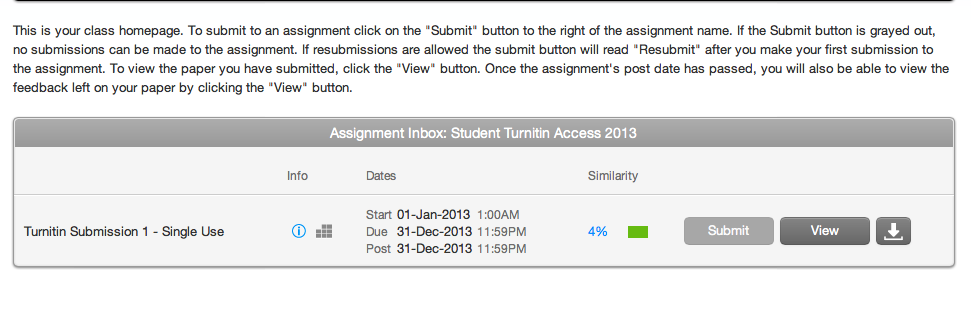 This is your class homepage. To submit to an assignment click on the "Submit" button to the right of the assignment name. If the Submit button is grayed out,
no submissions can be made to the assignment. If resubmissions are allowed the submit button will read "Resubmit" after you make your first submission to
the assignment. To view the paper you have submitted, click the "View" button. Once the assignment's post date has passed, you will also be able to view the
feedback left on your paper by clicking the "View" button.
Assignment Inbox: Student Turnitin Access 2013
Info Dates Similarity
Start 01-Jan-2013 1:00AM
Turnitin Submission 1 - Single Use Due 31-Dec-2013 11:59PM 4% Submit View
Post 31-Dec-2013 11:59PM